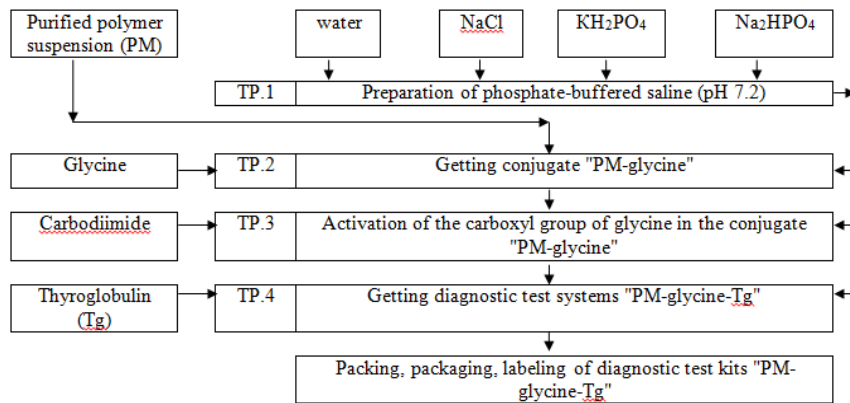 Purified polymer
suspension (PM)
water
NaCl
KH₂PO4
Na₂HPO4
TP.1
Preparation of phosphate-buffered saline (pH 7.2)
Glycine
TP.2
Getting conjugate "PM-glycine"
Carbodiimide
TP.3
Activation of the carboxyl group of glycine in the conjugate
"PM-glycine"
Thyroglobulin
(Tg)
TP.4
Getting diagnostic test systems "PM-glycine-Tg"
Packing, packaging, labeling of diagnostic test kits "PM-
glycine-Tg"